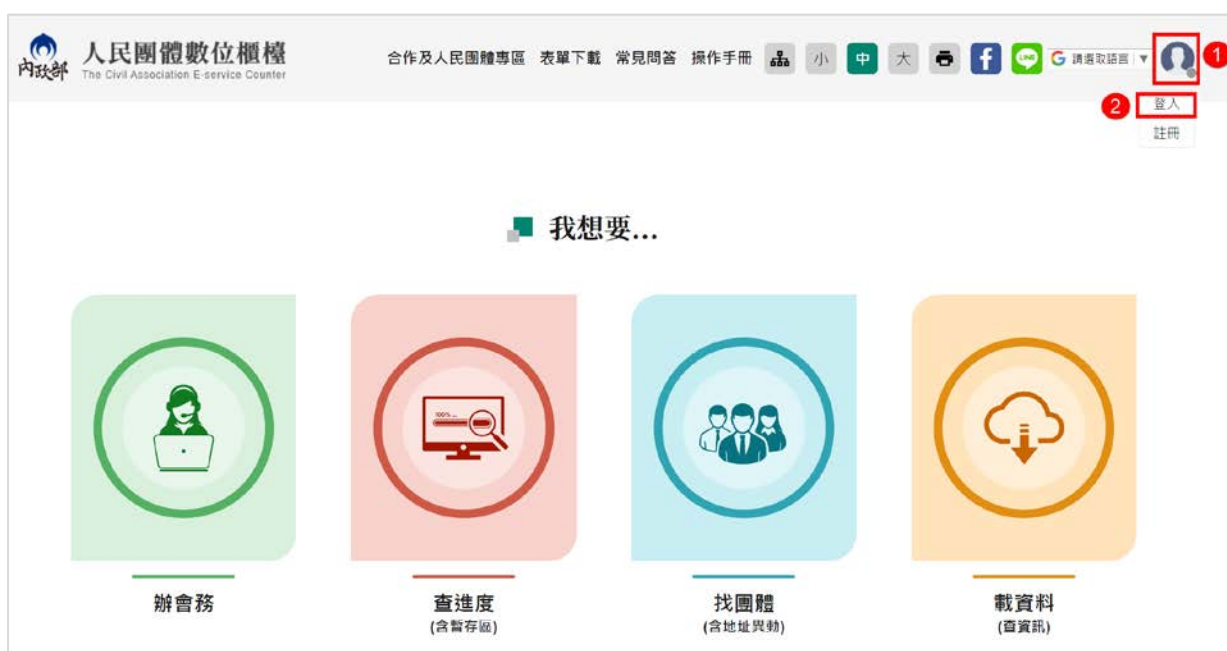 內政部
人民團體數位櫃檯
The Civil Association E-service Counter
合作及人民團體專區 表單下載 常見問答 操作手冊 小 中 大 f LINE G 請選取語言 ▼ 1
2 登入
註冊
我想要...
100%...
辦會務 查進度 找團體 載資料
(含暫存區) (含地址異動) (查資訊)